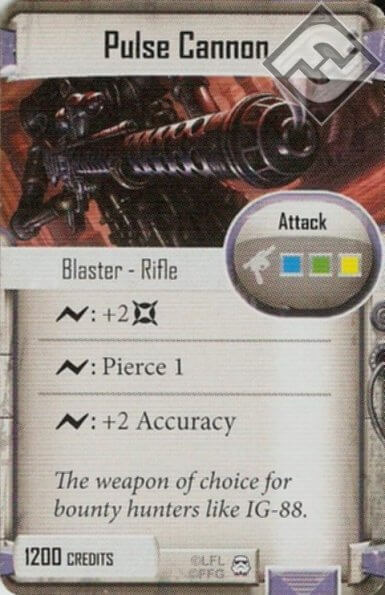 Pulse Cannon
Attack
Blaster - Rifle
: +2
: Pierce 1
: +2 Accuracy
The weapon of choice for
bounty hunters like IG-88.
1200 CREDITS
©LFL
©FFG